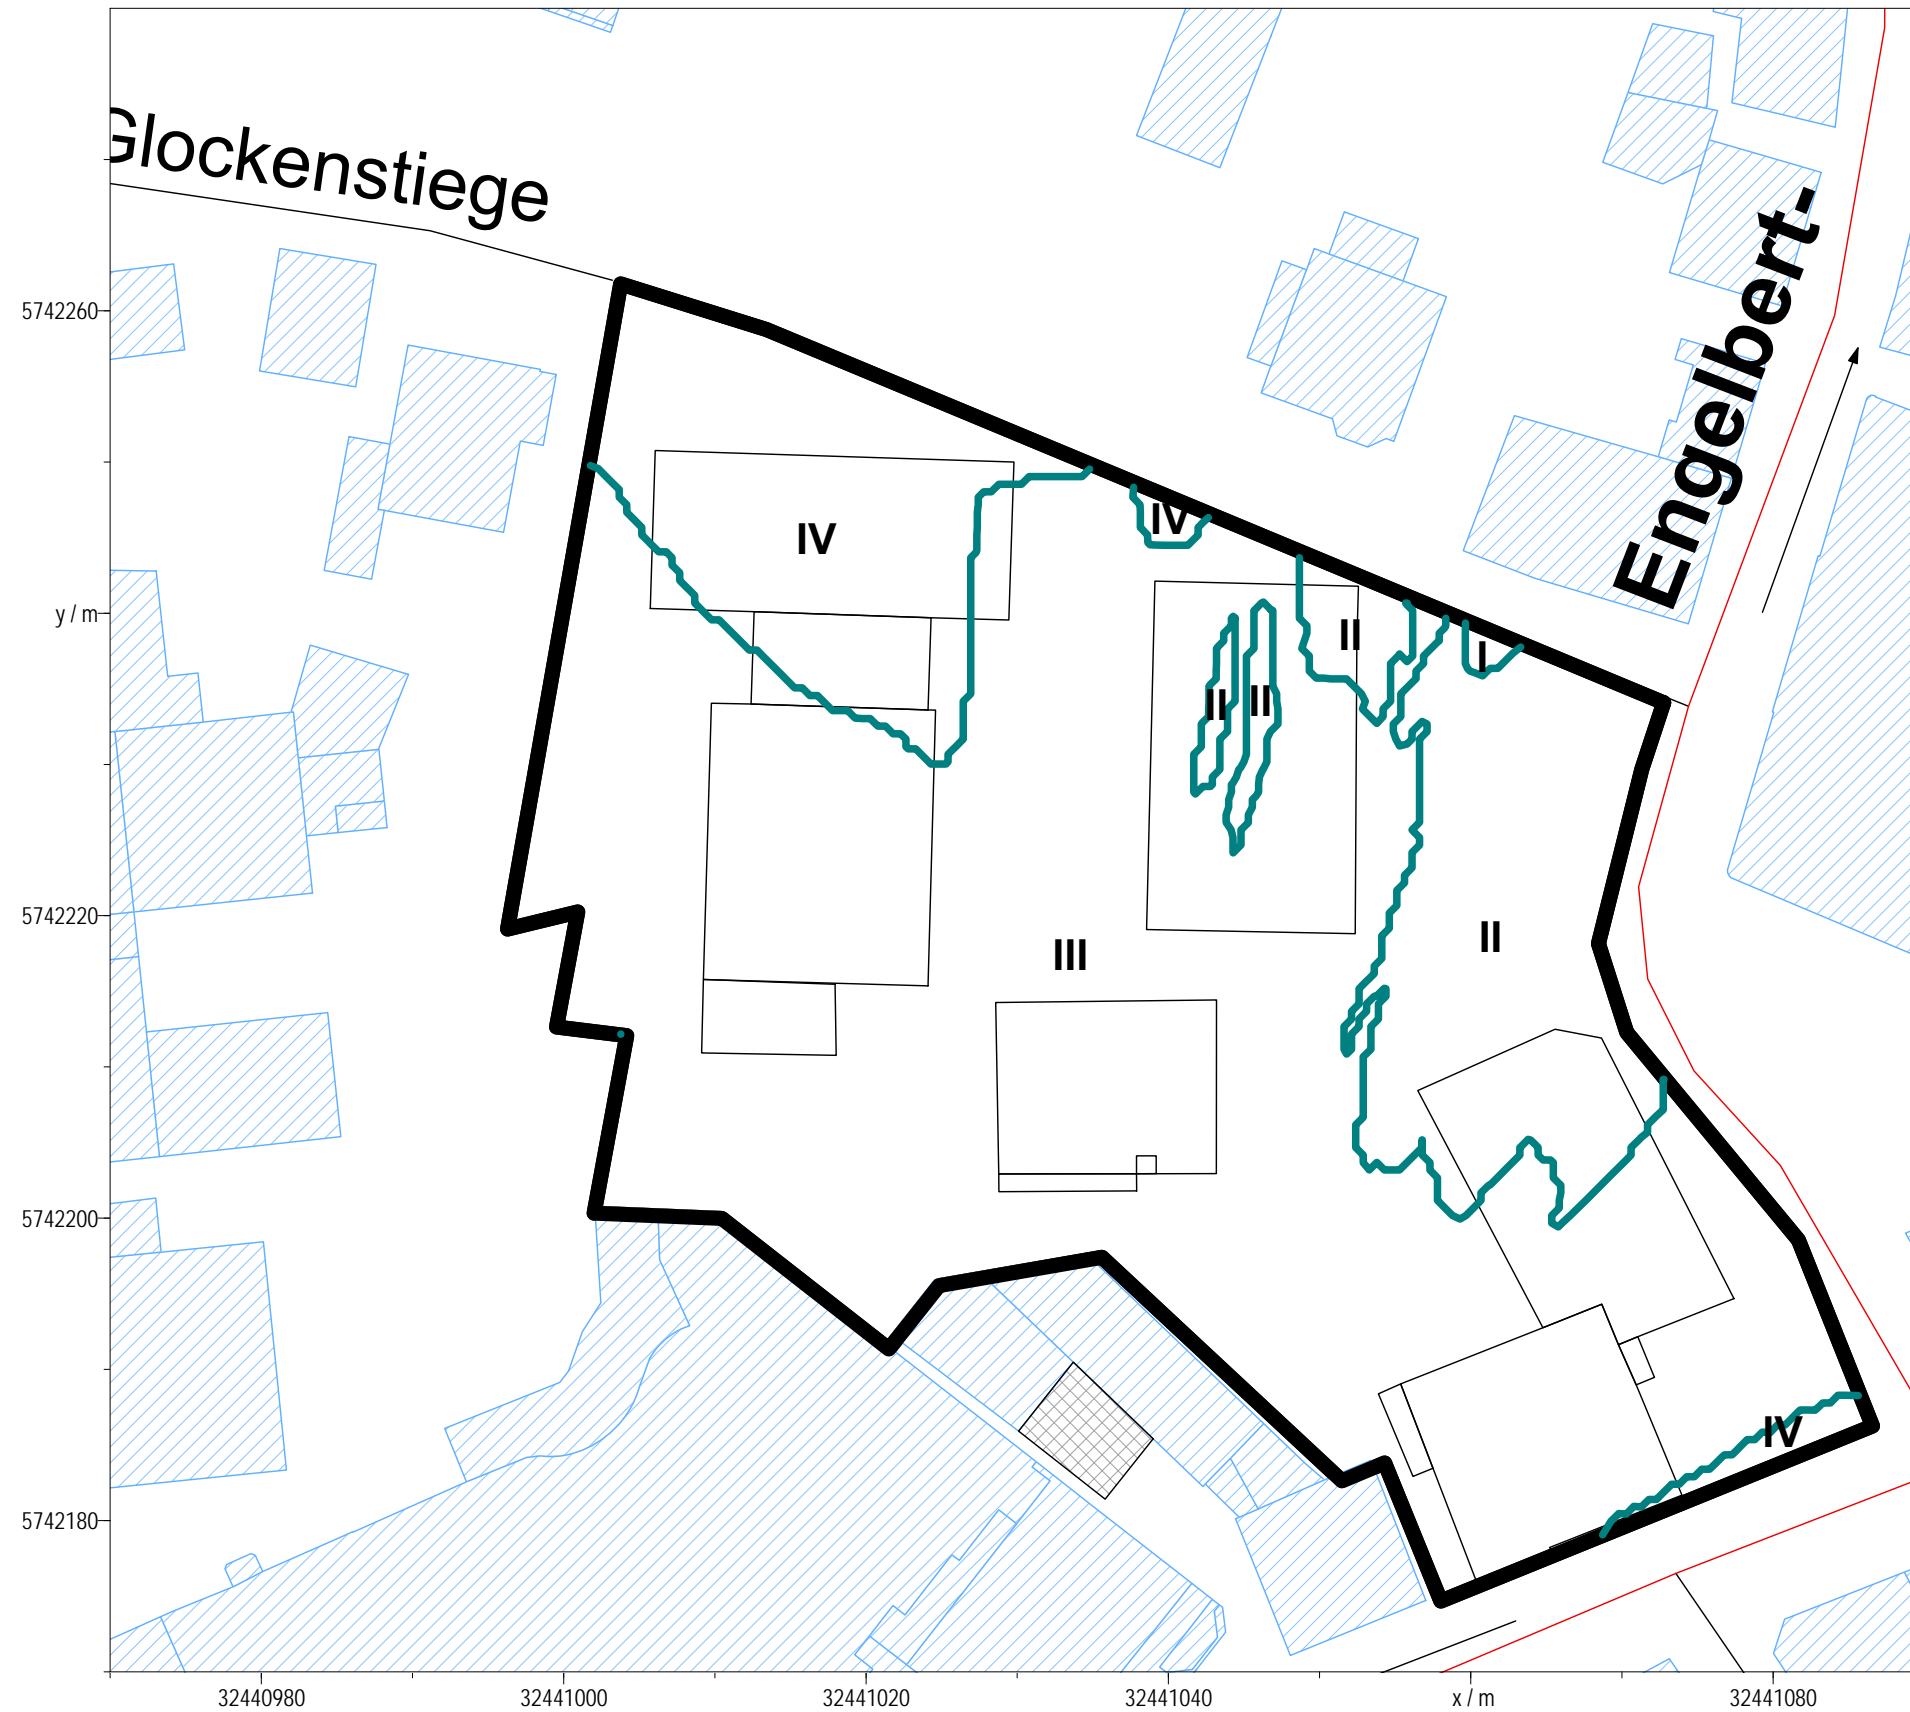 Glockenstiege
Engelbert-
5742260
y / m
5742220
5742200
5742180
IV
IV
II
I
II
II
III
II
IV
32440980
32441000
32441020
32441040
x / m
32441080